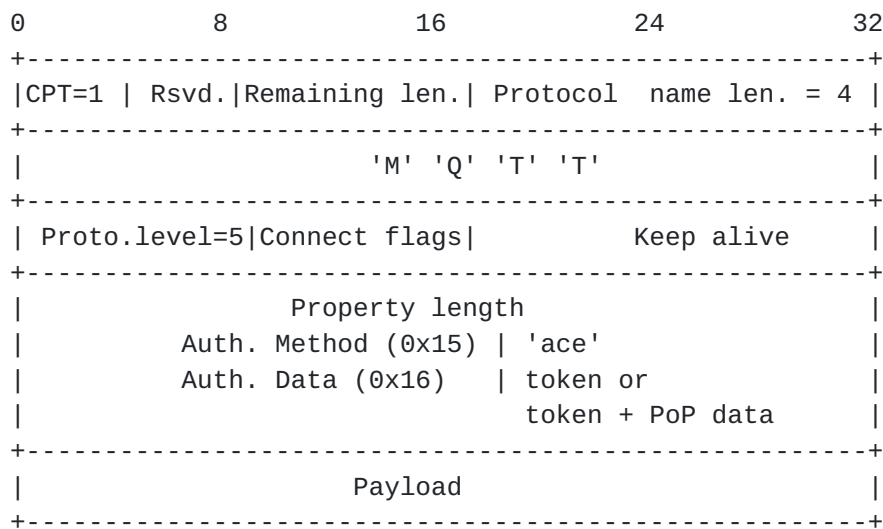 0            8            16            24            32
+------------------------------------------------------+
|CPT=1 | Rsvd.|Remaining len.| Protocol  name len. = 4 |
+------------------------------------------------------+
|                      'M' 'Q' 'T' 'T'                 |
+------------------------------------------------------+
| Proto.level=5|Connect flags|          Keep alive     |
+------------------------------------------------------+
|                 Property length                      |
|          Auth. Method (0x15) | 'ace'                 |
|          Auth. Data (0x16)   | token or              |
|                                token + PoP data      |
+------------------------------------------------------+
|                     Payload                          |
+------------------------------------------------------+